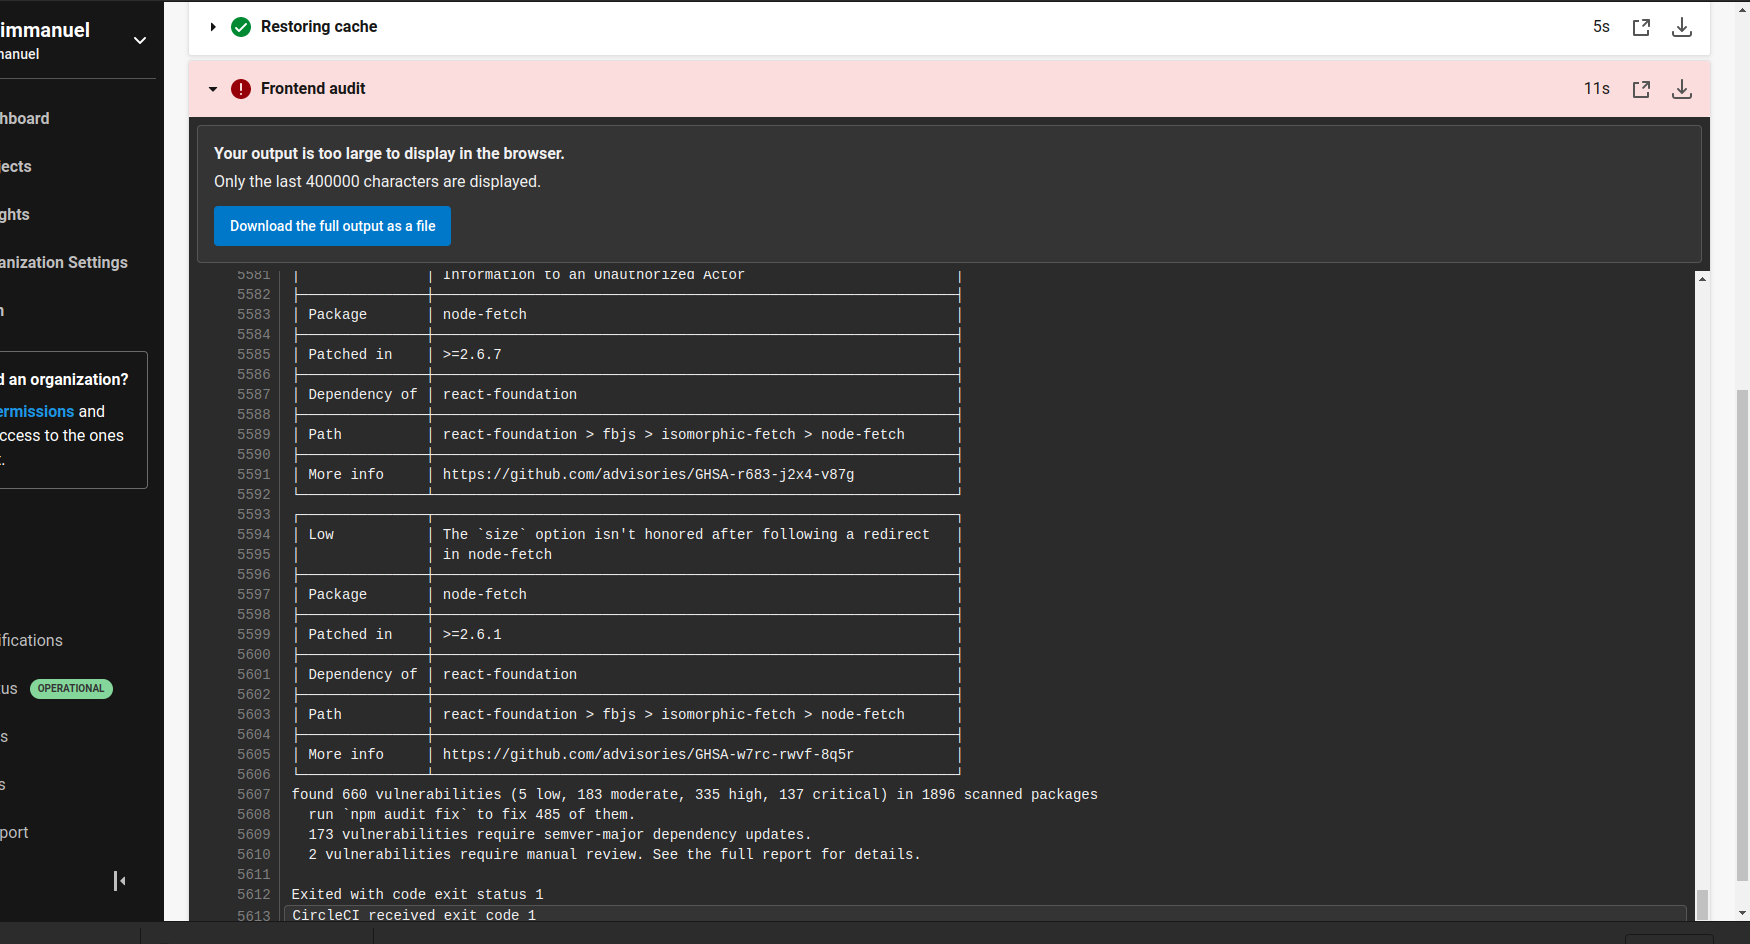 immanuel
manuel
hboard
jects
ghts
anization Settings
n
d an organization?
ermissions and
ccess to the ones
t.
ifications
tus OPERATIONAL
s
s
port
Restoring cache 5s
Frontend audit 11s
Your output is too large to display in the browser.
Only the last 400000 characters are displayed.
Download the full output as a file
5581 Information to an Unauthorized Actor
5582
5583 Package node-fetch
5584
5585 Patched in >=2.6.7
5586
5587 Dependency of react-foundation
5588
5589 Path react-foundation > fbjs > isomorphic-fetch > node-fetch
5590
5591 More info https://github.com/advisories/GHSA-r683-j2x4-v87g
5592
5593
5594 Low The `size` option isn't honored after following a redirect
5595 in node-fetch
5596
5597 Package node-fetch
5598
5599 Patched in >=2.6.1
5600
5601 Dependency of react-foundation
5602
5603 Path react-foundation > fbjs > isomorphic-fetch > node-fetch
5604
5605 More info https://github.com/advisories/GHSA-w7rc-rwvf-8q5r
5606
5607 found 660 vulnerabilities (5 low, 183 moderate, 335 high, 137 critical) in 1896 scanned packages
5608 run `npm audit fix` to fix 485 of them.
5609 173 vulnerabilities require semver-major dependency updates.
5610 2 vulnerabilities require manual review. See the full report for details.
5611
5612 Exited with code exit status 1
5613 CircleCI received exit code 1